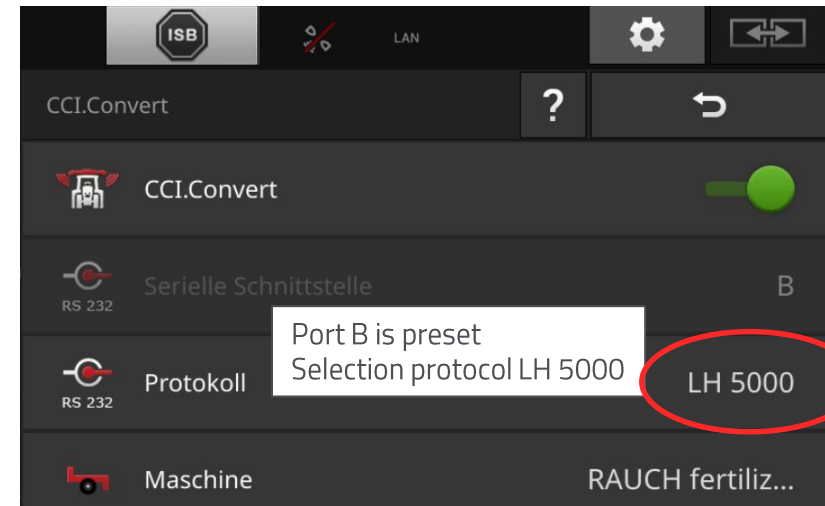 ISB
LAN
CCI.Convert
?
CCI.Convert
RS 232
Serielle Schnittstelle
B
Port B is preset
Selection protocol LH 5000
RS 232
Protokoll
LH 5000
Maschine
RAUCH fertiliz...